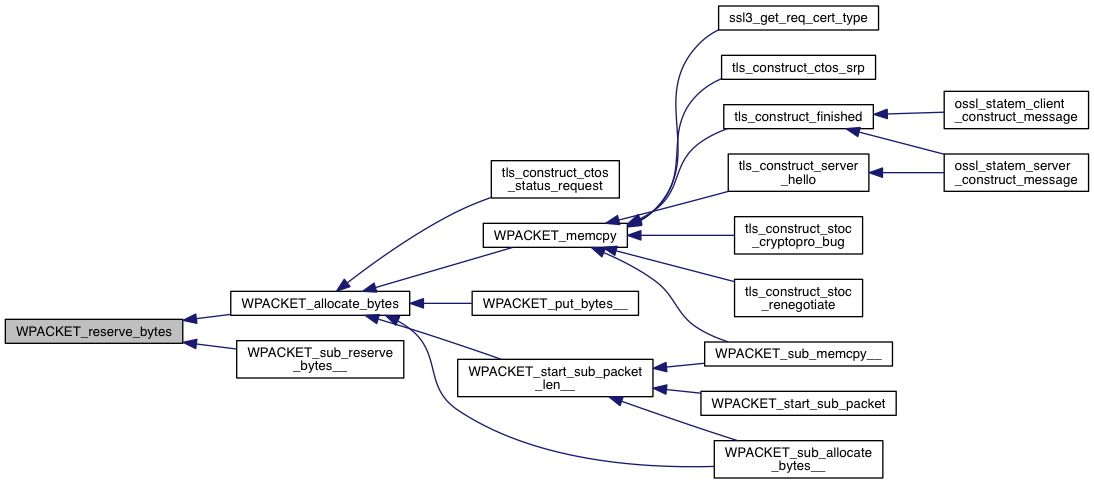 ssl3_get_req_cert_type
tls_construct_ctos_srp
tls_construct_finished
ossl_statem_client
_construct_message
tls_construct_server
_hello
ossl_statem_server
_construct_message
tls_construct_ctos
_status_request
WPACKET_memcpy
tls_construct_stoc
_cryptopro_bug
tls_construct_stoc
_renegotiate
WPACKET_allocate_bytes
WPACKET_put_bytes__
WPACKET_reserve_bytes
WPACKET_sub_reserve
_bytes__
WPACKET_sub_memcpy__
WPACKET_start_sub_packet
_len__
WPACKET_start_sub_packet
WPACKET_sub_allocate
_bytes__